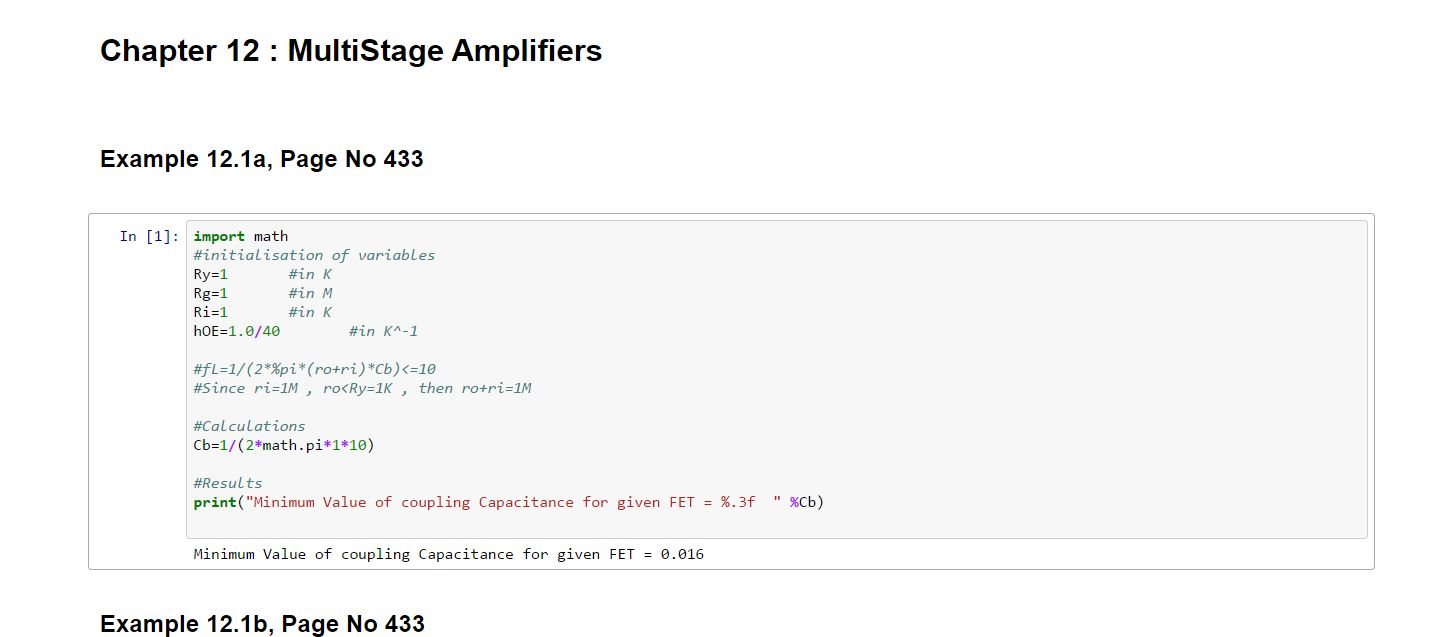 Chapter 12 : MultiStage Amplifiers
Example 12.1a, Page No 433
In [1]: import math
#initialisation of variables
Ry=1       #in K
Rg=1       #in M
Ri=1       #in K
hOE=1.0/40        #in K^-1
#fL=1/(2*%pi*(ro+ri)*Cb)<=10
#Since ri=1M , ro<Ry=1K , then ro+ri=1M
#Calculations
Cb=1/(2*math.pi*1*10)
#Results
print("Minimum Value of coupling Capacitance for given FET = %.3f  " %Cb)
Minimum Value of coupling Capacitance for given FET = 0.016
Example 12.1b, Page No 433